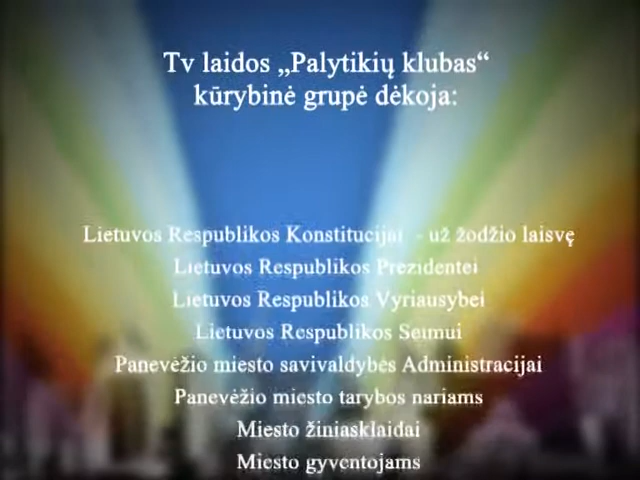 Tv laidos „Palytikių klubas“
kūrybinė grupė dėkoja:
Lietuvos Respublikos Konstitucijai - už žodžio laisvę
Lietuvos Respublikos Prezidentei
Lietuvos Respublikos Vyriausybei
Lietuvos Respublikos Seimui
Panevėžio miesto savivaldybės Administracijai
Panevėžio miesto tarybos nariams
Miesto žiniasklaidai
Miesto gyventojams